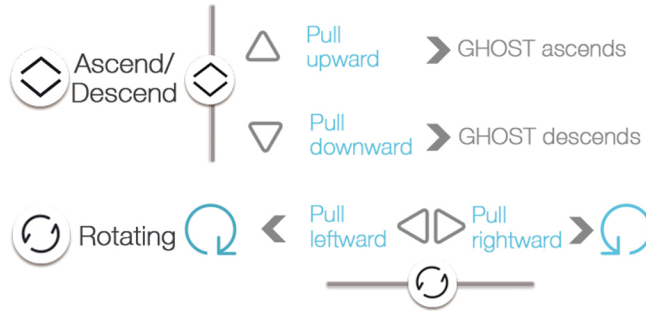 Ascend/
Descend
Pull
upward
GHOST ascends
Pull
downward
GHOST descends
Rotating
Pull
leftward
Pull
rightward